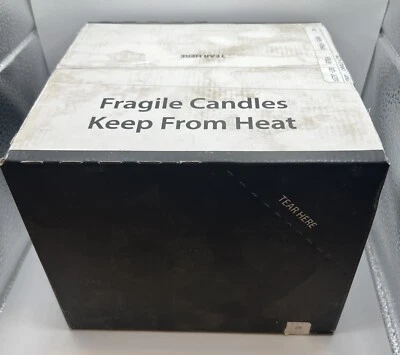 TEAR HERE
Fragile Candles
Keep From Heat
TEAR HERE